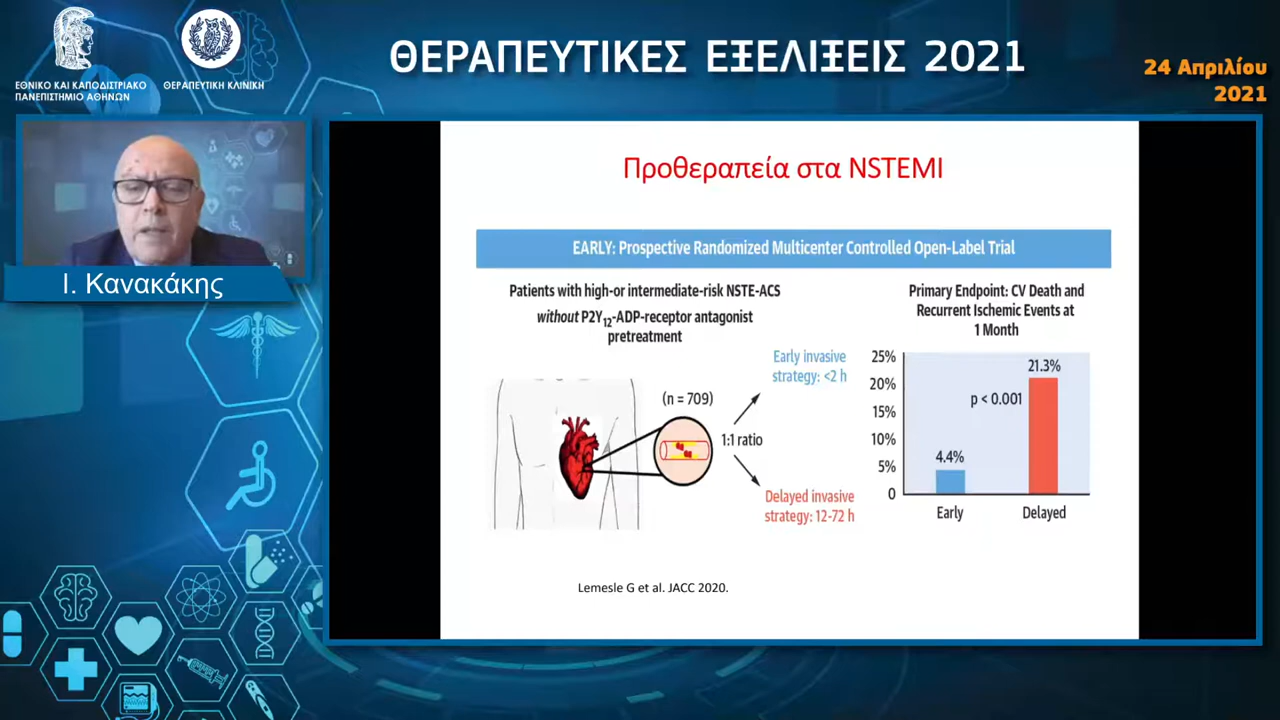 ΕΘΝΙΚΟ ΚΑΙ ΚΑΠΟΔΙΣΤΡΙΑΚΟ
ΠΑΝΕΠΙΣΤΗΜΙΟ ΑΘΗΝΩΝ
ΘΕΡΑΠΕΥΤΙΚΗ ΚΛΙΝΙΚΗ
ΘΕΡΑΠΕΥΤΙΚΕΣ ΕΞΕΛΙΞΕΙΣ 2021
24 Απριλίου
2021
Ι. Κανακάκης
Προθεραπεία στα NSTEMI
EARLY: Prospective Randomized Multicenter Controlled Open-Label Trial
Patients with high-or intermediate-risk NSTE-ACS
without P2Y12-ADP-receptor antagonist
pretreatment
(n = 709)
1:1 ratio
Early invasive
strategy: <2 h
Delayed invasive
strategy: 12-72 h
Primary Endpoint: CV Death and
Recurrent Ischemic Events at
1 Month
25%
20%
15%
10%
5%
0
4.4%
p < 0.001
21.3%
Early
Delayed
Lemesle G et al. JACC 2020.